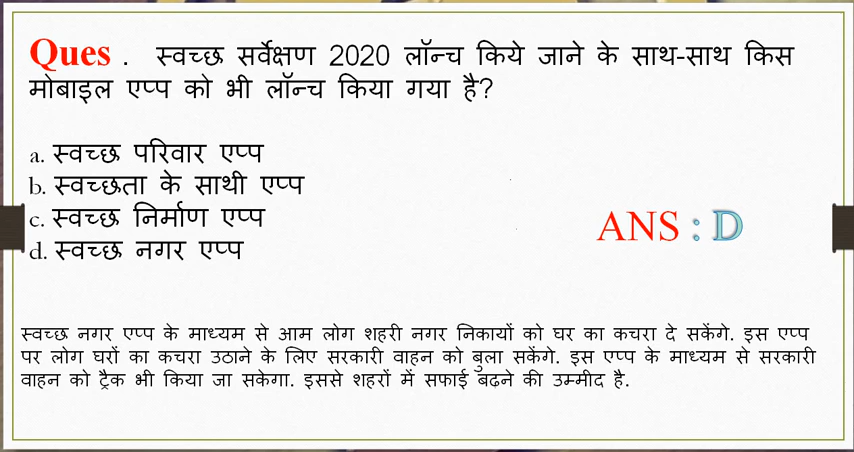 Ques . स्वच्छ सर्वेक्षण 2020 लॉन्च किये जाने के साथ-साथ किस
मोबाइल एप्प को भी लॉन्च किया गया है?
a. स्वच्छ परिवार एप्प
b. स्वच्छता के साथी एप्प
c. स्वच्छ निर्माण एप्प
d. स्वच्छ नगर एप्प
ANS : D
स्वच्छ नगर एप्प के माध्यम से आम लोग शहरी नगर निकायों को घर का कचरा दे सकेंगे. इस एप्प
पर लोग घरों का कचरा उठाने के लिए सरकारी वाहन को बुला सकेंगे. इस एप्प के माध्यम से सरकारी
वाहन को ट्रैक भी किया जा सकेगा. इससे शहरों में सफाई बढने की उम्मीद है.